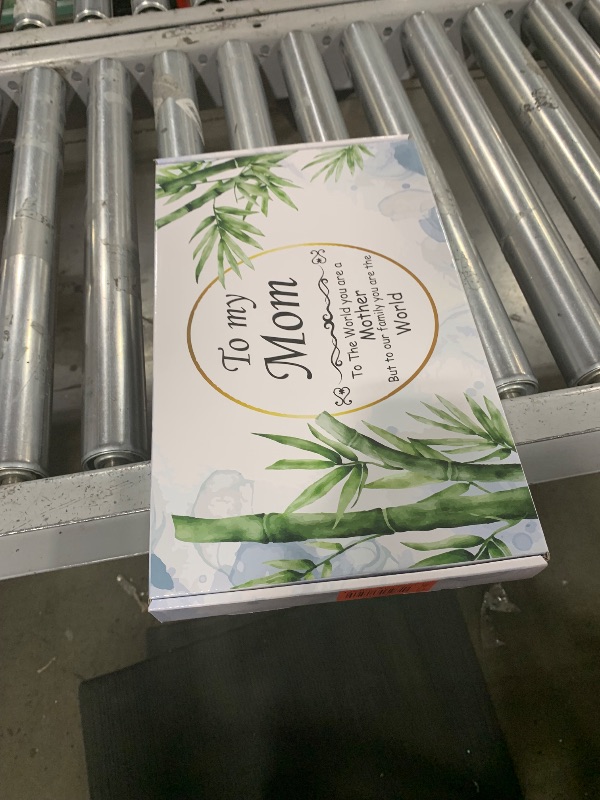 To my
Mom
To The World you are a
Mother
But to our family you are the
World